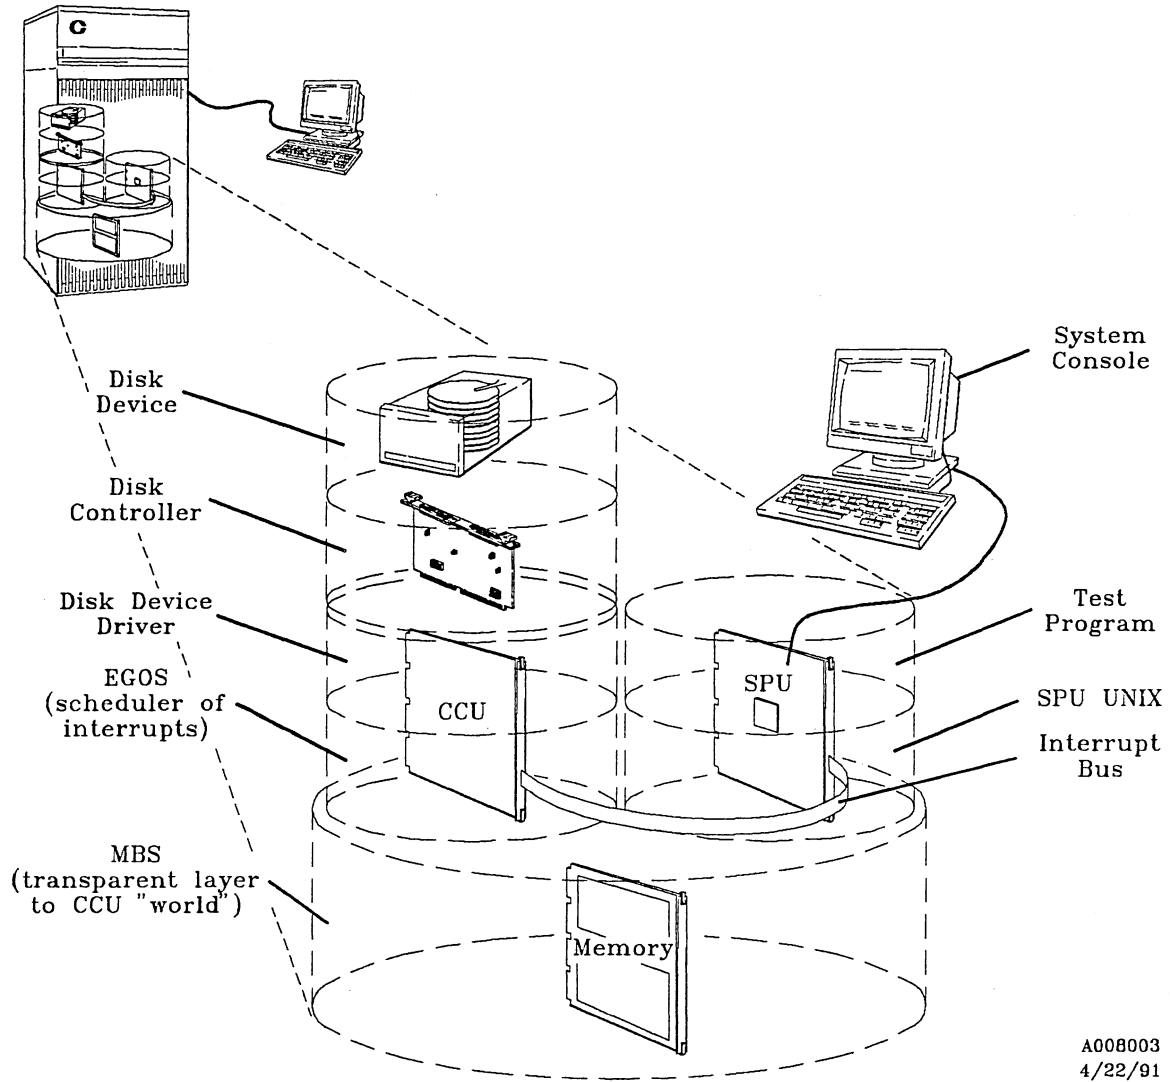 C
System
Console
Disk
Device
Disk
Controller
Disk Device
Driver
Test
Program
EGOS
(scheduler of
interrupts)
CCU
SPU
SPU UNIX
Interrupt
Bus
MBS
(transparent layer
to CCU "world")
Memory
A008003
4/22/91